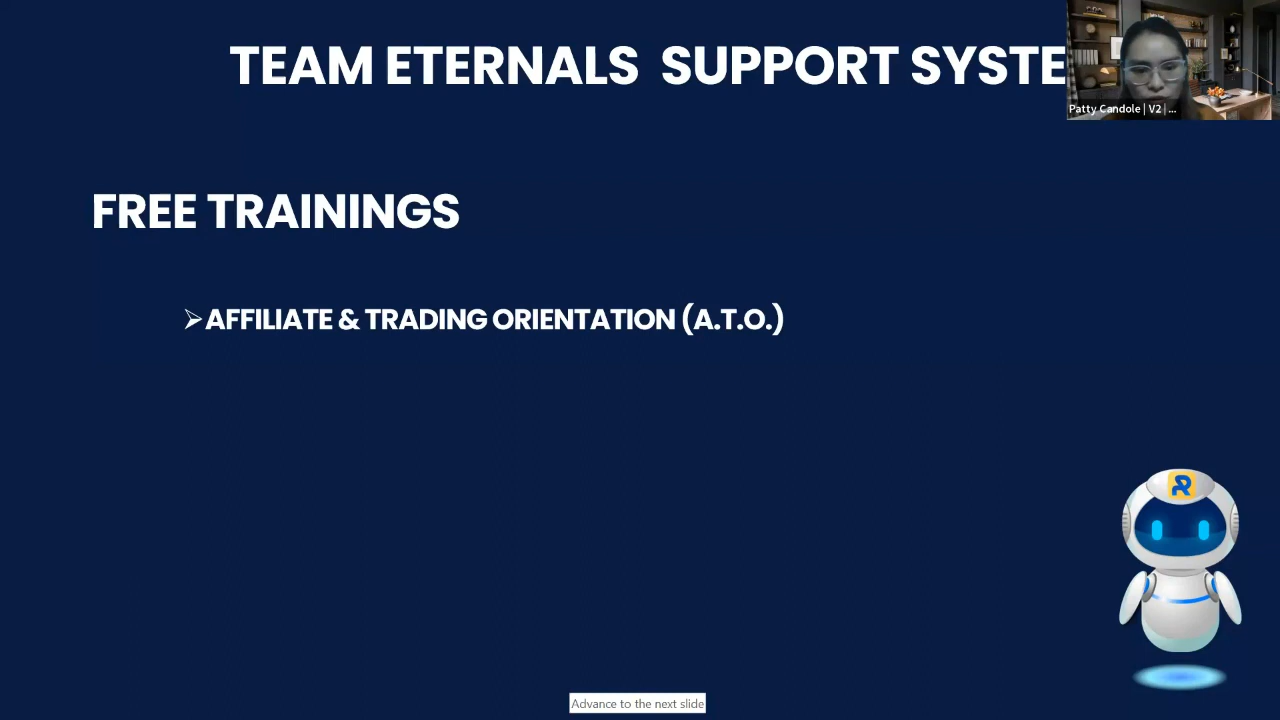 TEAM ETERNALS SUPPORT SYSTE
Patty Candole | V2 | ...
FREE TRAININGS
➢AFFILIATE & TRADING ORIENTATION (A.T.O.)
R
Advance to the next slide